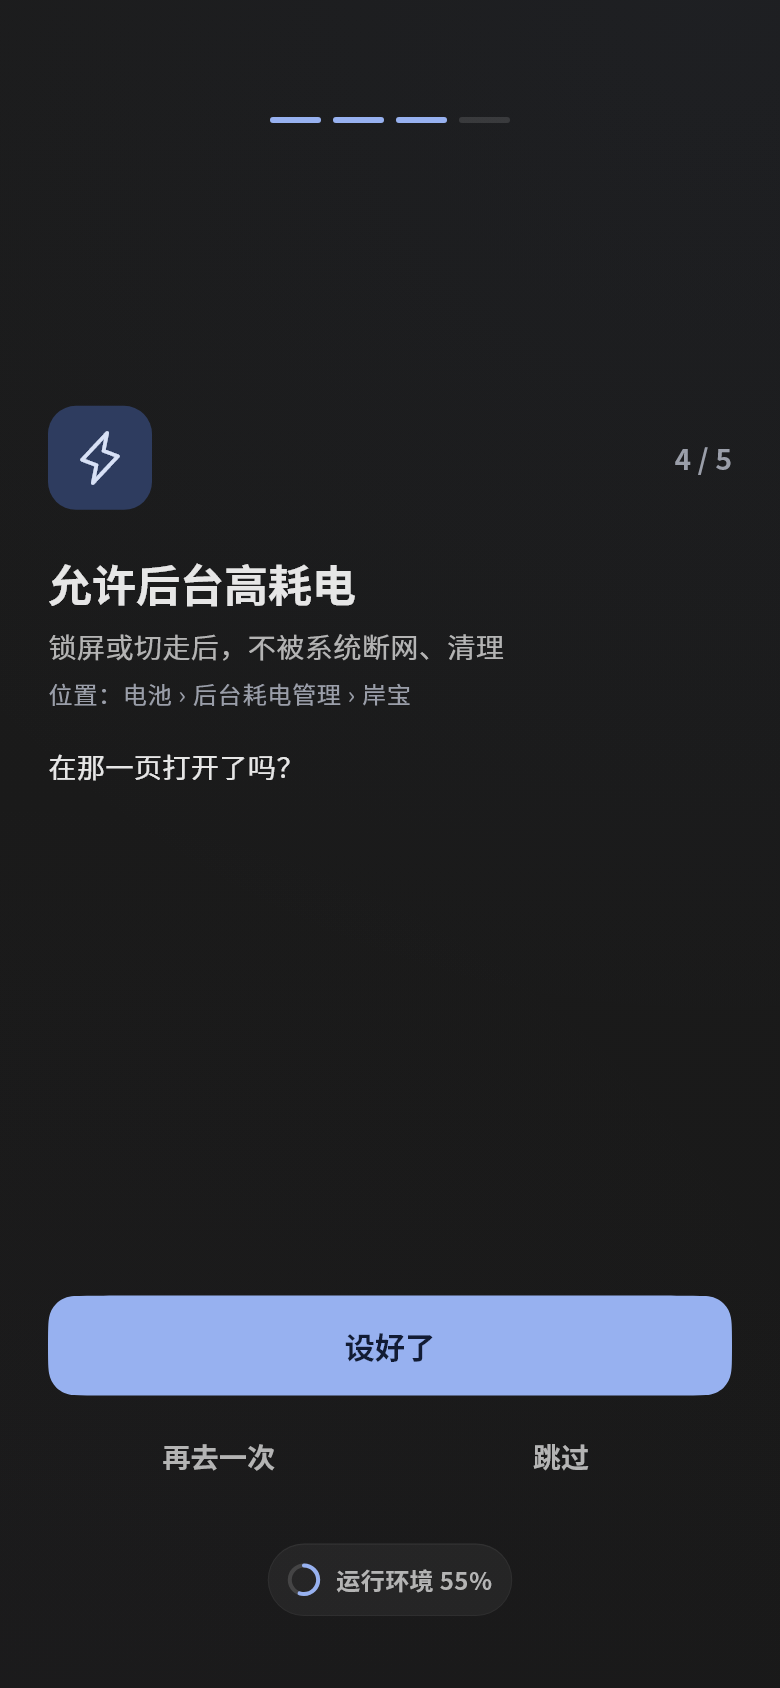 4 / 5
允许后台高耗电
锁屏或切走后，不被系统断网、清理
位置：电池 › 后台耗电管理 › 岸宝
在那一页打开了吗？
设好了
再去一次
跳过
运行环境 55%